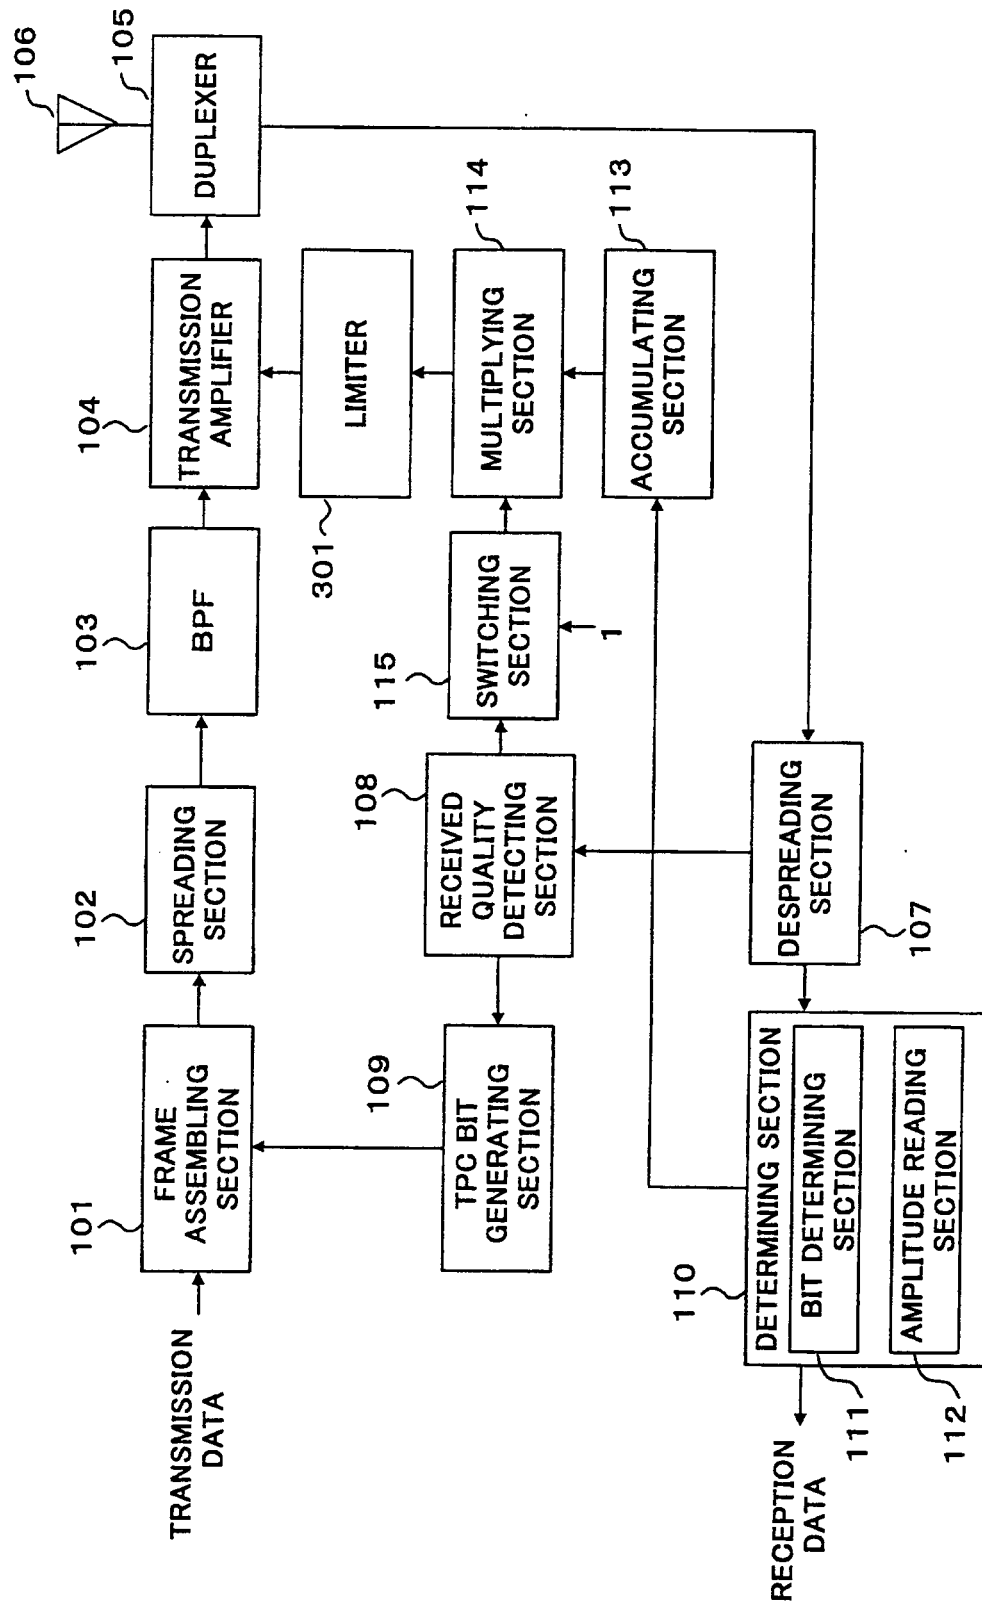 TRANSMISSION
DATA
101
FRAME
ASSEMBLING
SECTION
102
SPREADING
SECTION
103
BPF
104
TRANSMISSION
AMPLIFIER
105
DUPLEXER
106
109
TPC BIT
GENERATING
SECTION
108
RECEIVED
QUALITY
DETECTING
SECTION
115
SWITCHING
SECTION
1
301
LIMITER
114
MULTIPLYING
SECTION
113
ACCUMULATING
SECTION
RECEPTION
DATA
110
DETERMINING SECTION
111
BIT DETERMINING
SECTION
112
AMPLITUDE READING
SECTION
DESPREADING
SECTION
107